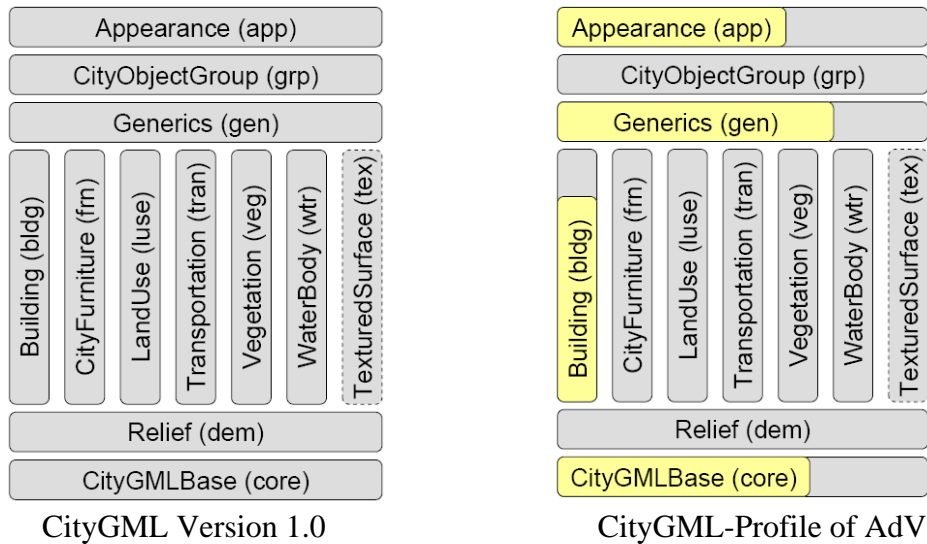 Appearance (app)
CityObjectGroup (grp)
Generics (gen)
Building (bldg)
CityFurniture (frn)
LandUse (luse)
Transportation (tran)
Vegetation (veg)
WaterBody (wtr)
TexturedSurface (tex)
Relief (dem)
CityGMLBase (core)
CityGML Version 1.0
Appearance (app)
CityObjectGroup (grp)
Generics (gen)
Building (bldg)
CityFurniture (frn)
LandUse (luse)
Transportation (tran)
Vegetation (veg)
WaterBody (wtr)
TexturedSurface (tex)
Relief (dem)
CityGMLBase (core)
CityGML-Profile of AdV